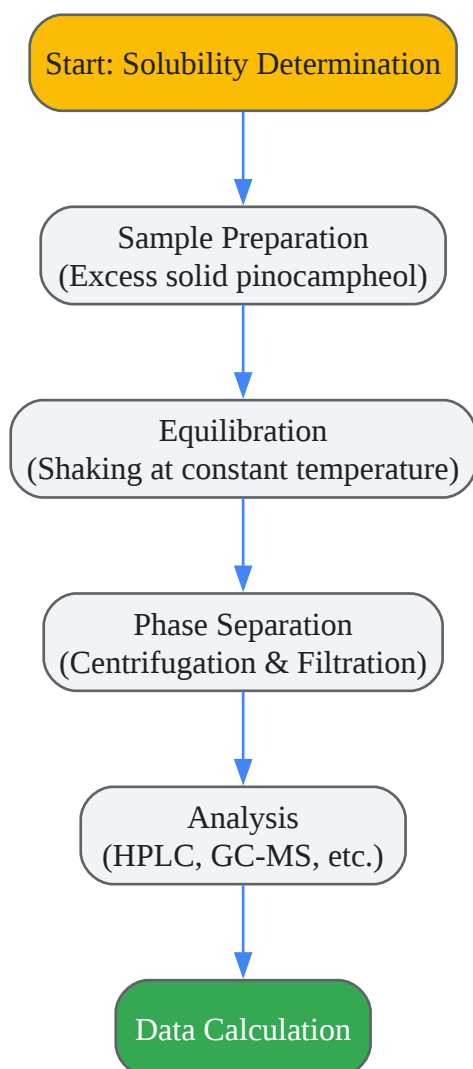 Start: Solubility Determination
Sample Preparation
(Excess solid pinocampheol)
Equilibration
(Shaking at constant temperature)
Phase Separation
(Centrifugation & Filtration)
Analysis
(HPLC, GC-MS, etc.)
Data Calculation